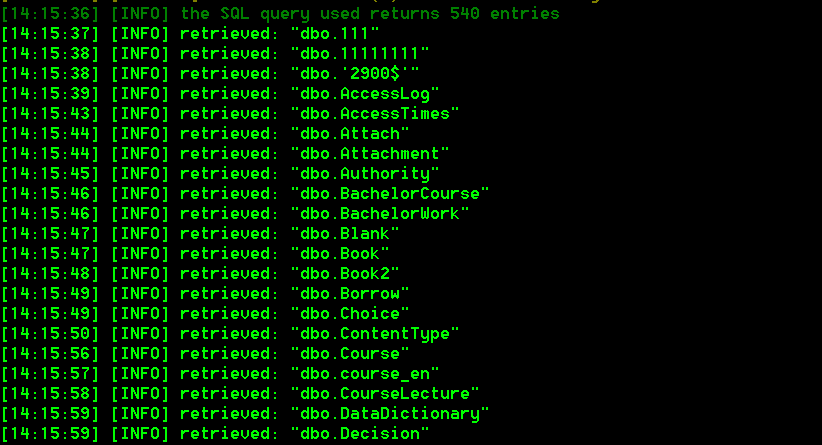 [14:15:36] [INFO] the SQL query used returns 540 entries
[14:15:37] [INFO] retrieved: "dbo.111"
[14:15:38] [INFO] retrieved: "dbo.11111111"
[14:15:38] [INFO] retrieved: "dbo.'2900$'"
[14:15:39] [INFO] retrieved: "dbo.AccessLog"
[14:15:43] [INFO] retrieved: "dbo.AccessTimes"
[14:15:44] [INFO] retrieved: "dbo.Attach"
[14:15:44] [INFO] retrieved: "dbo.Attachment"
[14:15:45] [INFO] retrieved: "dbo.Authority"
[14:15:46] [INFO] retrieved: "dbo.BachelorCourse"
[14:15:46] [INFO] retrieved: "dbo.BachelorWork"
[14:15:47] [INFO] retrieved: "dbo.Blank"
[14:15:47] [INFO] retrieved: "dbo.Book"
[14:15:48] [INFO] retrieved: "dbo.Book2"
[14:15:49] [INFO] retrieved: "dbo.Borrow"
[14:15:49] [INFO] retrieved: "dbo.Choice"
[14:15:50] [INFO] retrieved: "dbo.ContentType"
[14:15:56] [INFO] retrieved: "dbo.Course"
[14:15:57] [INFO] retrieved: "dbo.course_en"
[14:15:58] [INFO] retrieved: "dbo.CourseLecture"
[14:15:59] [INFO] retrieved: "dbo.DataDictionary"
[14:15:59] [INFO] retrieved: "dbo.Decision"